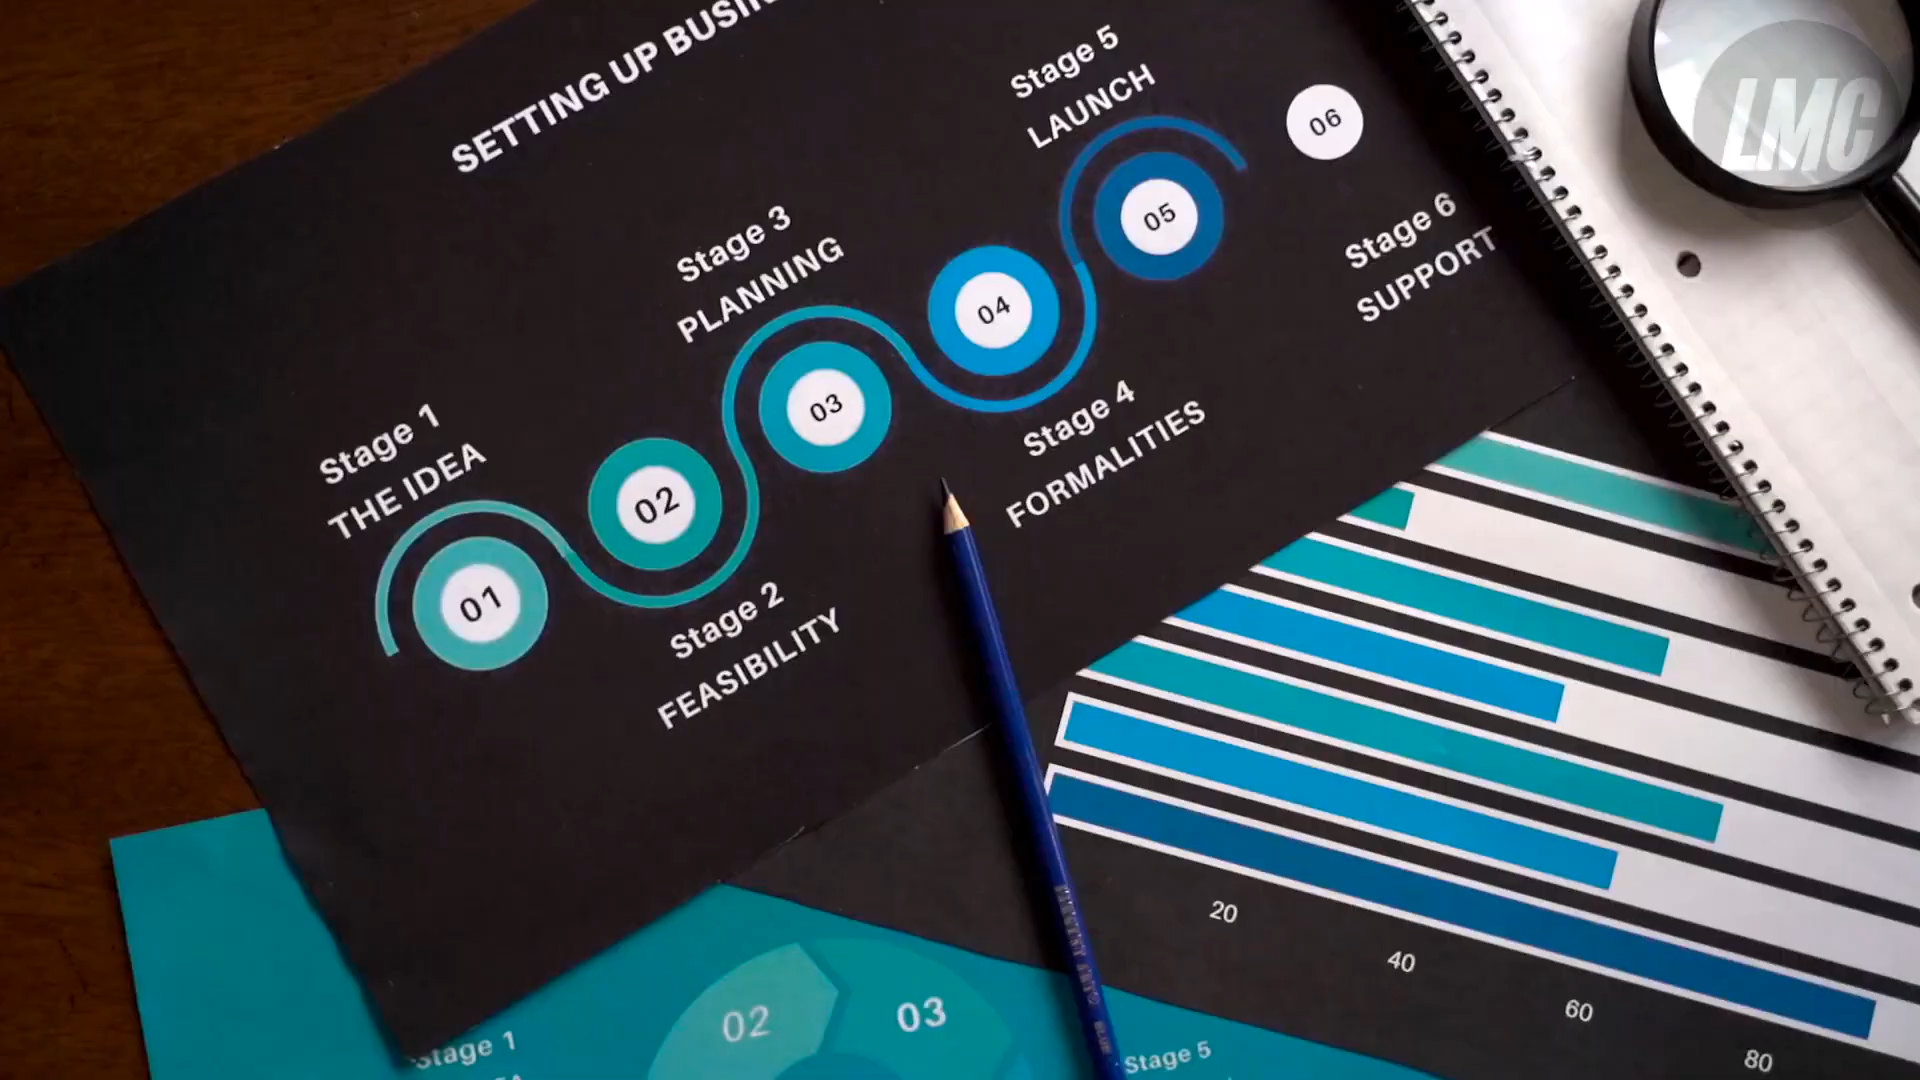 SETTING UP
Stage 5
LAUNCH
06
LMC
05
Stage 6
SUPPORT
Stage 3
PLANNING
04
03
Stage 4
FORMALITIES
Stage 1
THE IDEA
02
01
Stage 2
FEASIBILITY
20
40
60
80
02
03
Stage 1
Stage 5